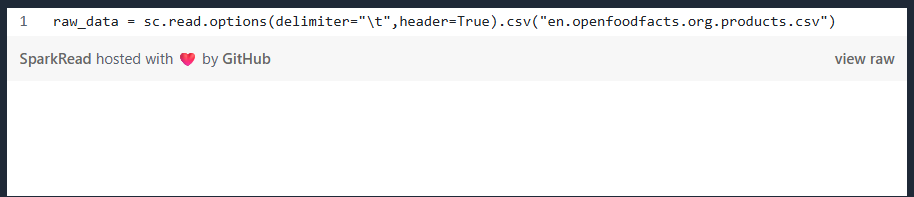 1 raw_data = sc.read.options(delimiter="\t",header=True).csv("en.openfoodfacts.org.products.csv")
SparkRead hosted with ❤ by GitHub view raw